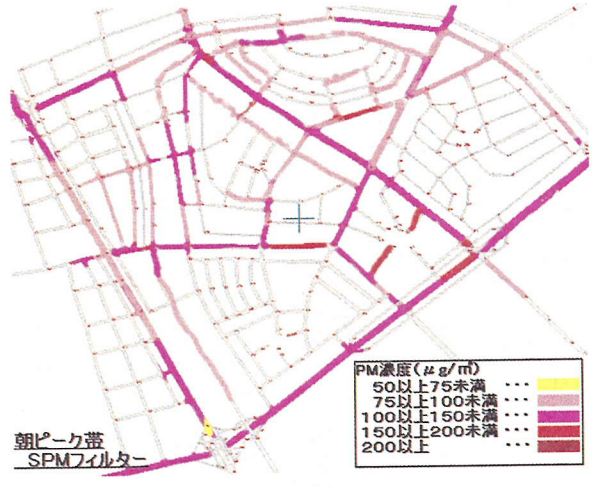 PM濃度(μg/㎥)
50以上75未満 ･･･
75以上100未満 ･･･
100以上150未満 ･･･
150以上200未満 ･･･
200以上 ･･･
朝ピーク帯
SPMフィルター